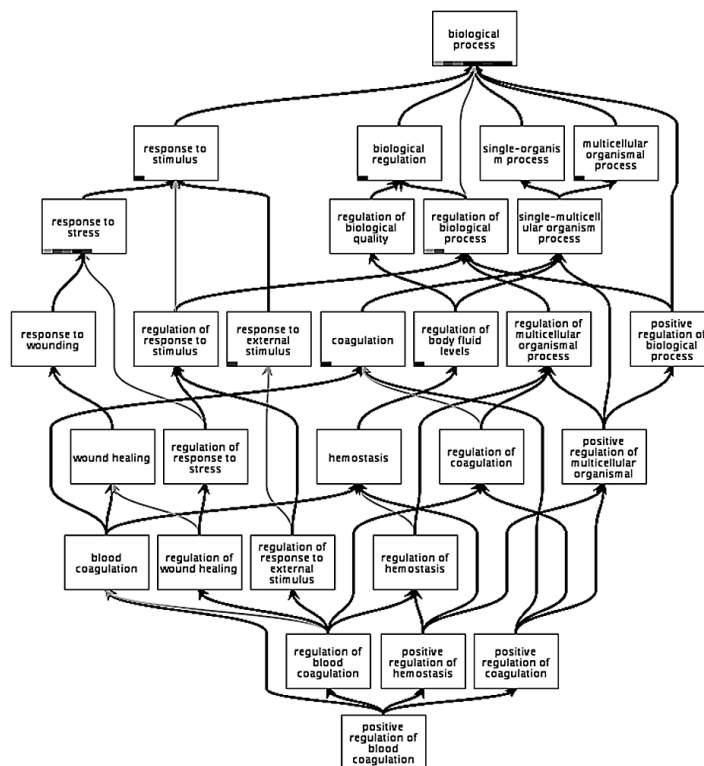 biological
process
response to
stimulus
biological
regulation
single-organis
m process
multicellular
organismal
process
response to
stress
regulation of
biological
quality
regulation of
biological
process
single-multicell
ular organism
process
response to
wounding
regulation of
response to
stimulus
response to
external
stimulus
coagulation
regulation of
body fluid
levels
regulation of
multicellular
organismal
process
positive
regulation of
biological
process
wound healing
regulation of
response to
stress
hemostasis
regulation of
coagulation
positive
regulation of
multicellular
organismal
blood
coagulation
regulation of
wound healing
regulation of
response to
external
stimulus
regulation of
hemostasis
regulation of
blood
coagulation
positive
regulation of
hemostasis
positive
regulation of
coagulation
positive
regulation of
blood
coagulation